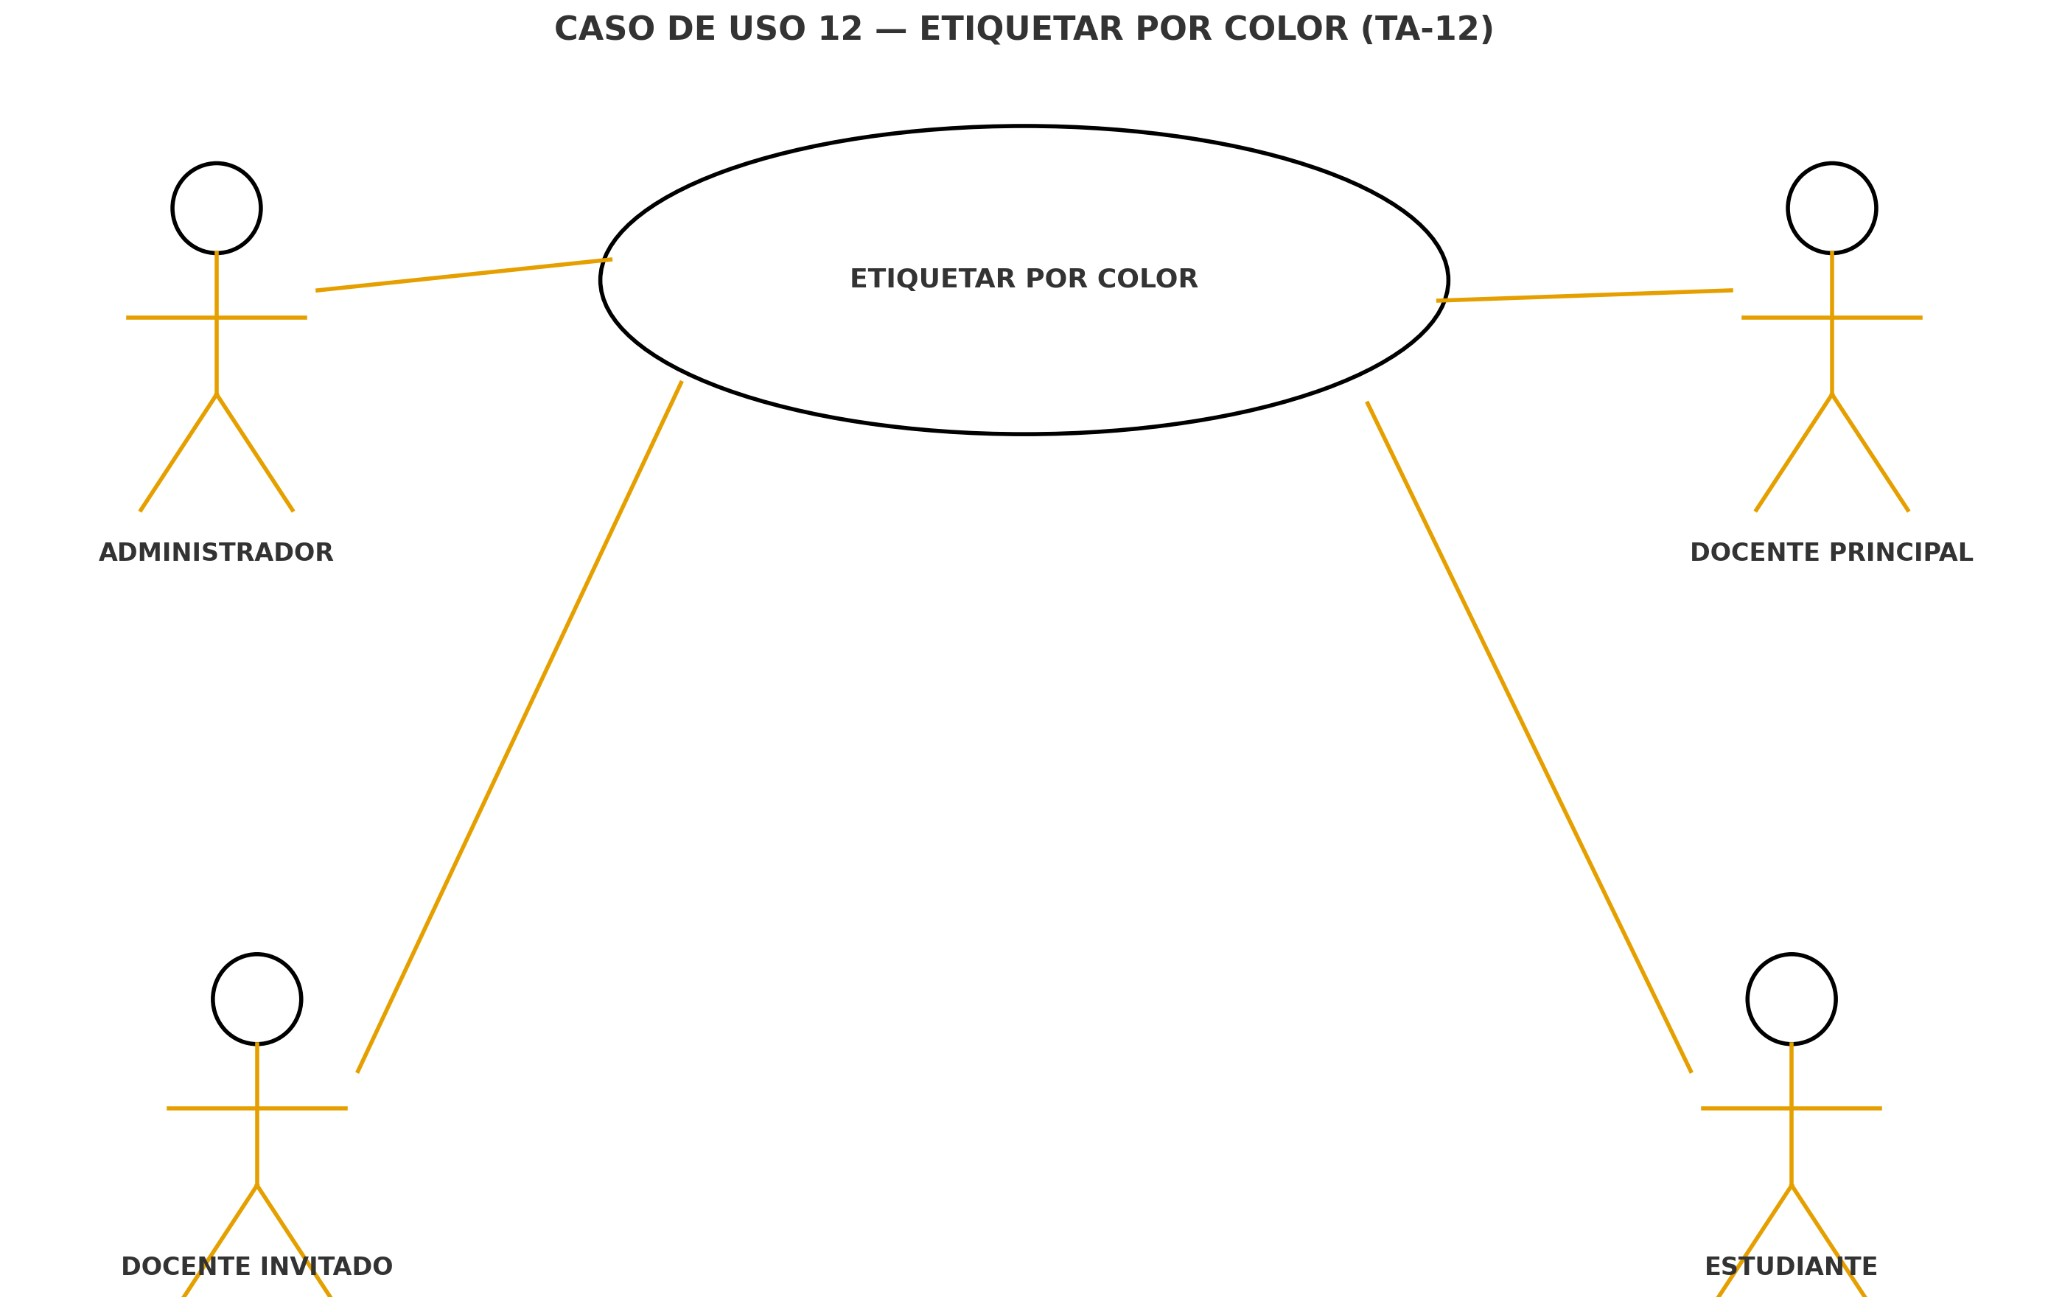 CASO DE USO 12 — ETIQUETAR POR COLOR (TA-12)
ETIQUETAR POR COLOR
ADMINISTRADOR
DOCENTE PRINCIPAL
DOCENTE INVITADO
ESTUDIANTE